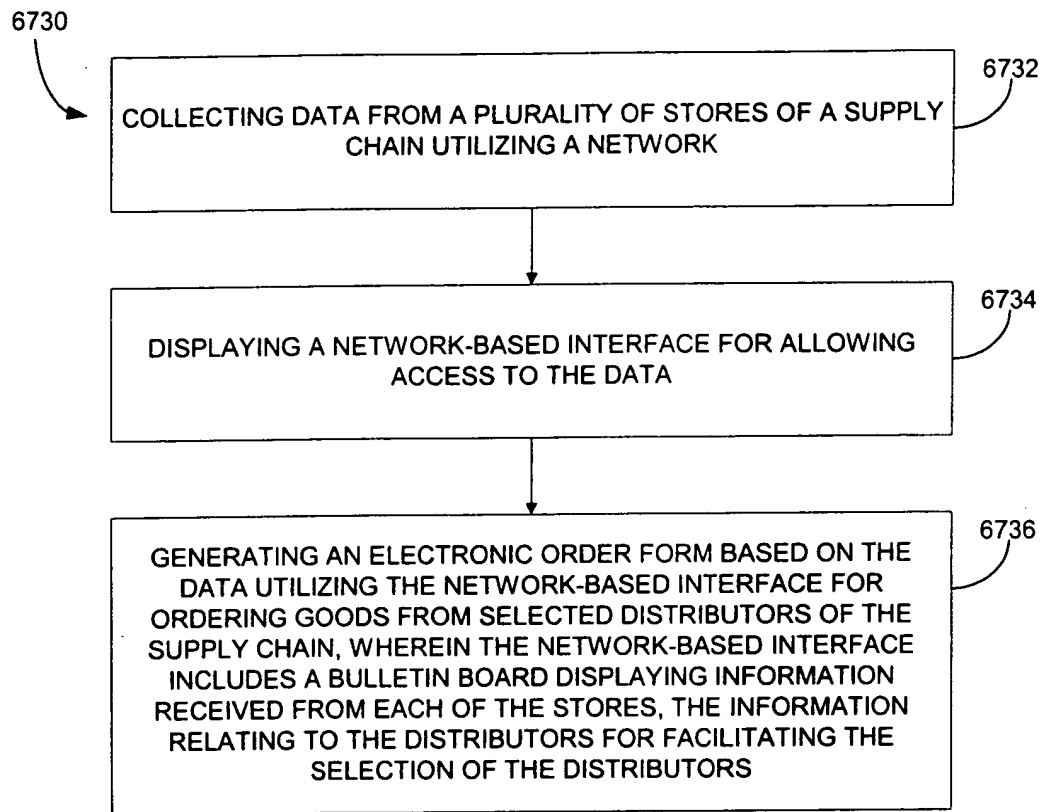 6730
6732
COLLECTING DATA FROM A PLURALITY OF STORES OF A SUPPLY
CHAIN UTILIZING A NETWORK
6734
DISPLAYING A NETWORK-BASED INTERFACE FOR ALLOWING
ACCESS TO THE DATA
6736
GENERATING AN ELECTRONIC ORDER FORM BASED ON THE
DATA UTILIZING THE NETWORK-BASED INTERFACE FOR
ORDERING GOODS FROM SELECTED DISTRIBUTORS OF THE
SUPPLY CHAIN, WHEREIN THE NETWORK-BASED INTERFACE
INCLUDES A BULLETIN BOARD DISPLAYING INFORMATION
RECEIVED FROM EACH OF THE STORES, THE INFORMATION
RELATING TO THE DISTRIBUTORS FOR FACILITATING THE
SELECTION OF THE DISTRIBUTORS